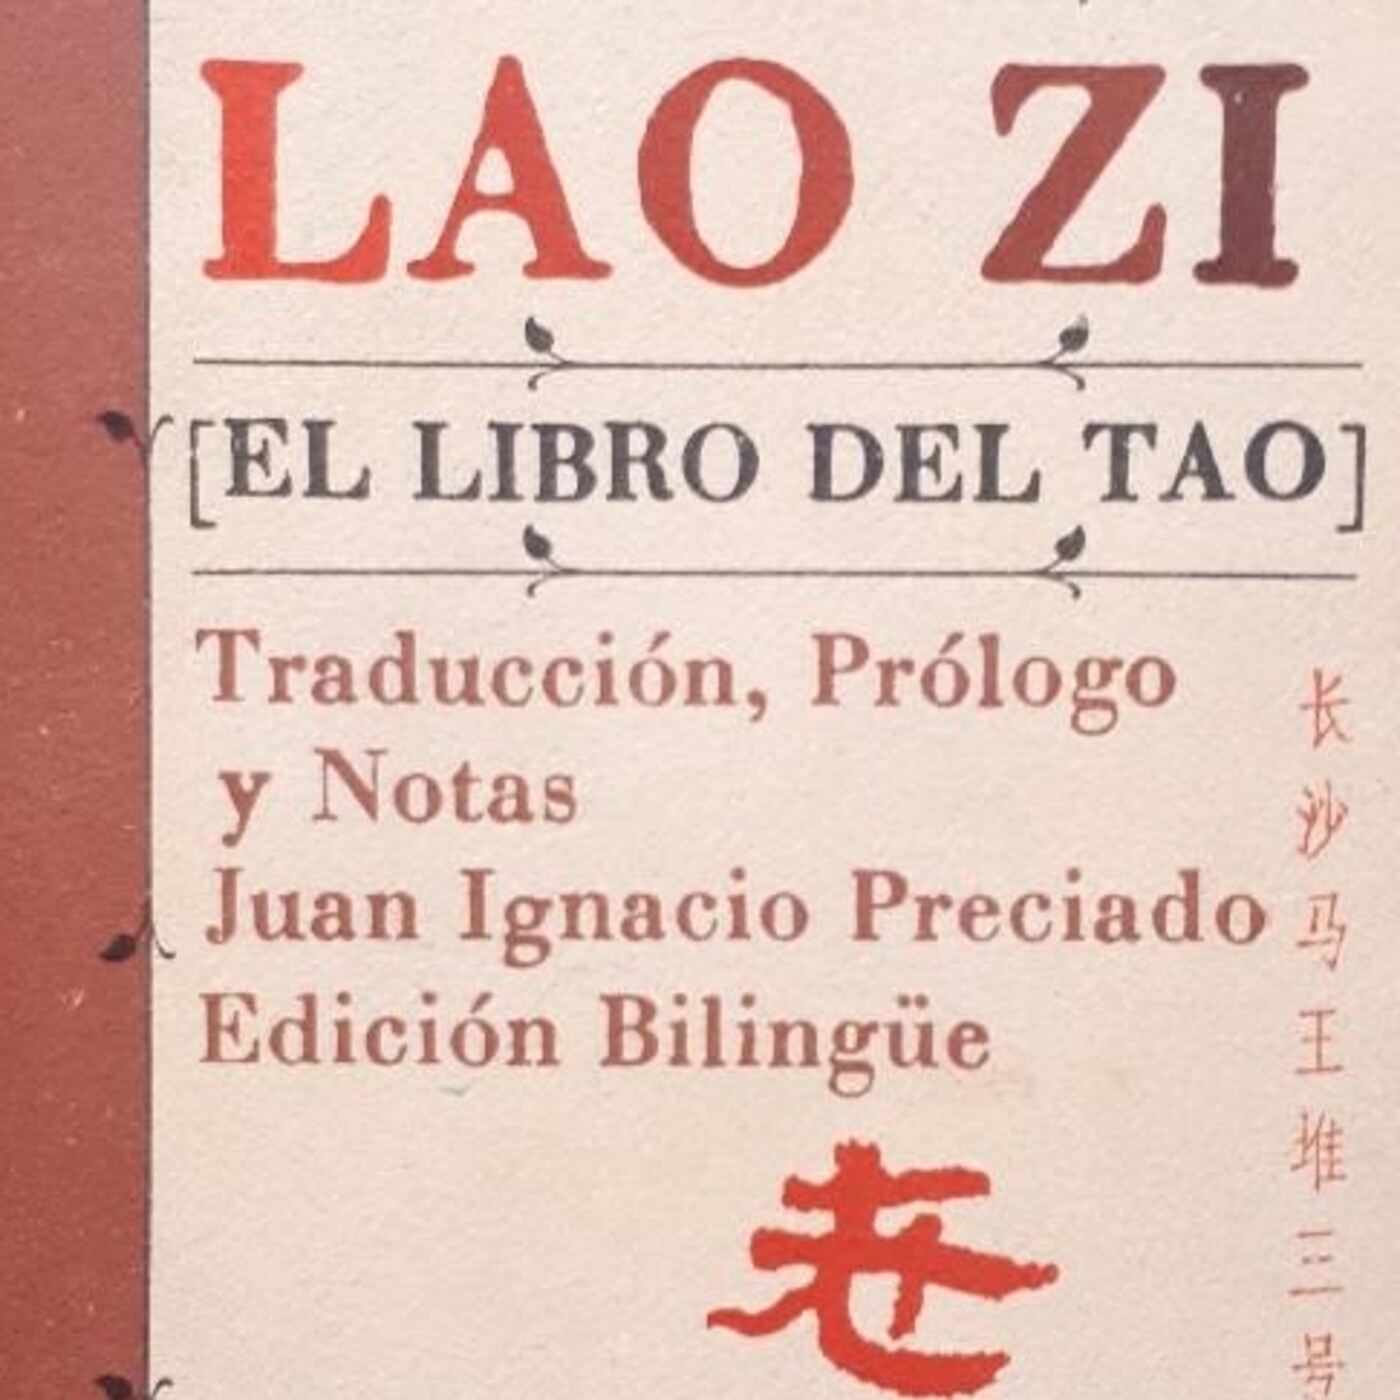 LAO ZI
[EL LIBRO DEL TAO]
Traducción, Prólogo
y Notas
Juan Ignacio Preciado
Edición Bilingüe
老
长沙马王堆三号